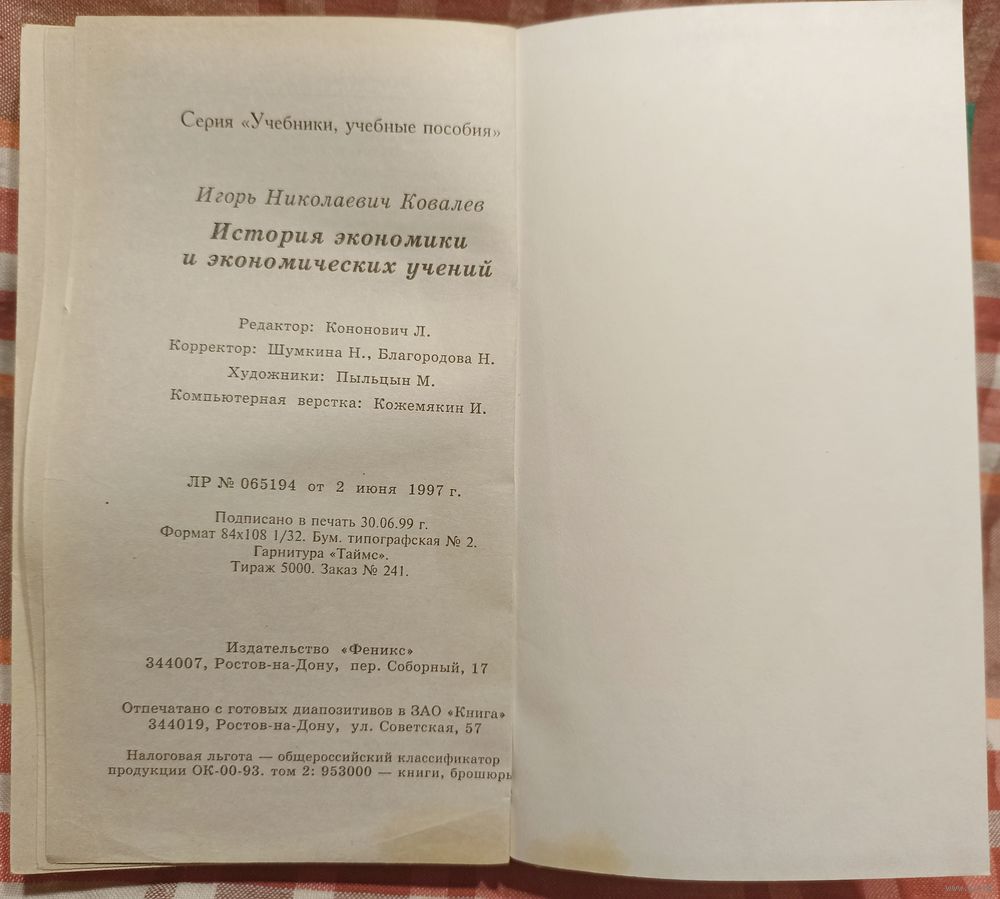 Серия «Учебники, учебные пособия»
Игорь Николаевич Ковалев
История экономики
и экономических учений
Редактор: Кононович Л.
Корректор: Шумкина Н., Благородова Н.
Художники: Пыльцын М.
Компьютерная верстка: Кожемякин И.
ЛР № 065194 от 2 июня 1997 г.
Подписано в печать 30.06.99 г.
Формат 84х108 1/32. Бум. типографская № 2.
Гарнитура «Таймс».
Тираж 5000. Заказ № 241.
Издательство «Феникс»
344007, Ростов-на-Дону, пер. Соборный, 17
Отпечатано с готовых диапозитивов в ЗАО «Книга»
344019, Ростов-на-Дону, ул. Советская, 57
Налоговая льгота — общероссийский классификатор
продукции ОК-00-93. том 2: 953000 — книги, брошюры